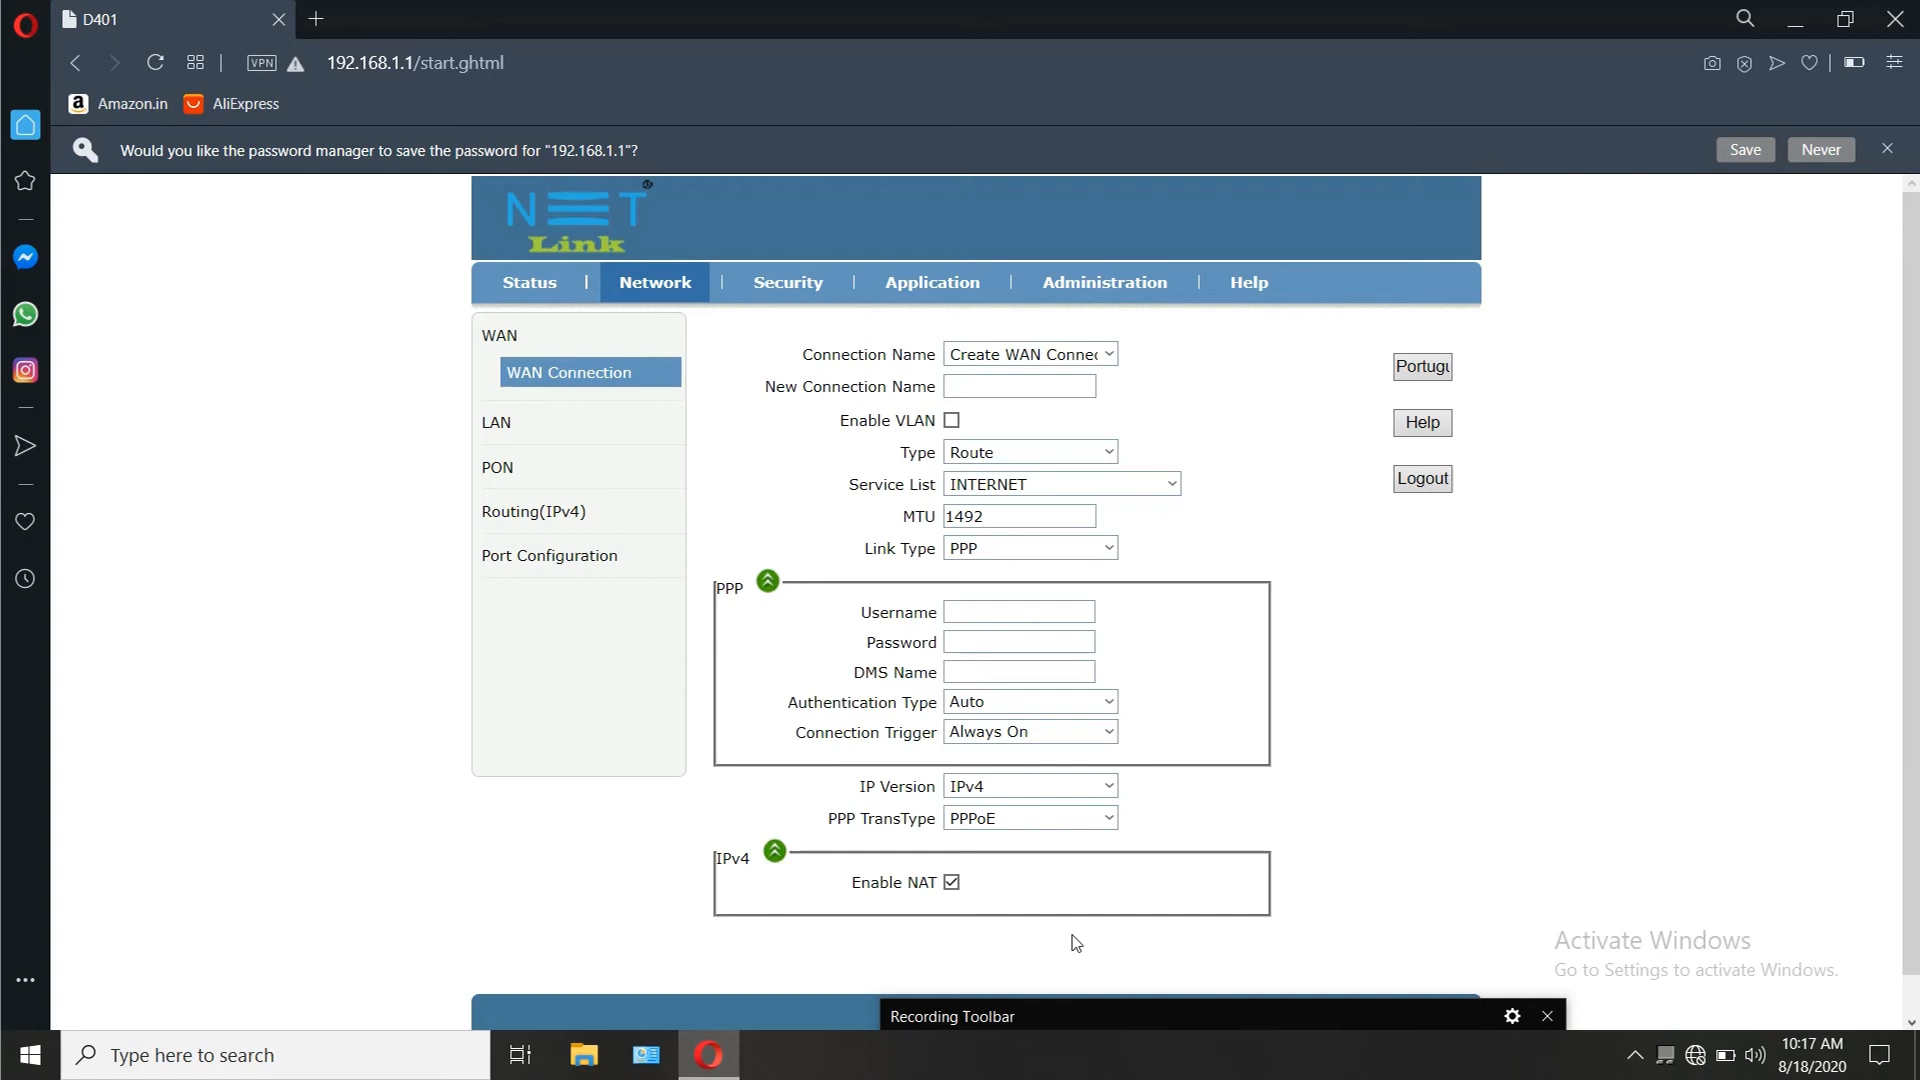 D401
VPN
192.168.1.1/start.ghtml
a Amazon.in AliExpress
Would you like the password manager to save the password for "192.168.1.1"?
Save Never
NET
Link
Status | Network | Security | Application | Administration | Help
WAN
WAN Connection
LAN
PON
Routing(IPv4)
Port Configuration
Connection Name Create WAN Connec
New Connection Name
Enable VLAN
Type Route
Service List INTERNET
MTU 1492
Link Type PPP
PPP
Username
Password
DMS Name
Authentication Type Auto
Connection Trigger Always On
IP Version IPv4
PPP TransType PPPoE
IPv4
Enable NAT
Portugu
Help
Logout
Activate Windows
Go to Settings to activate Windows.
Recording Toolbar
Type here to search
10:17 AM
8/18/2020